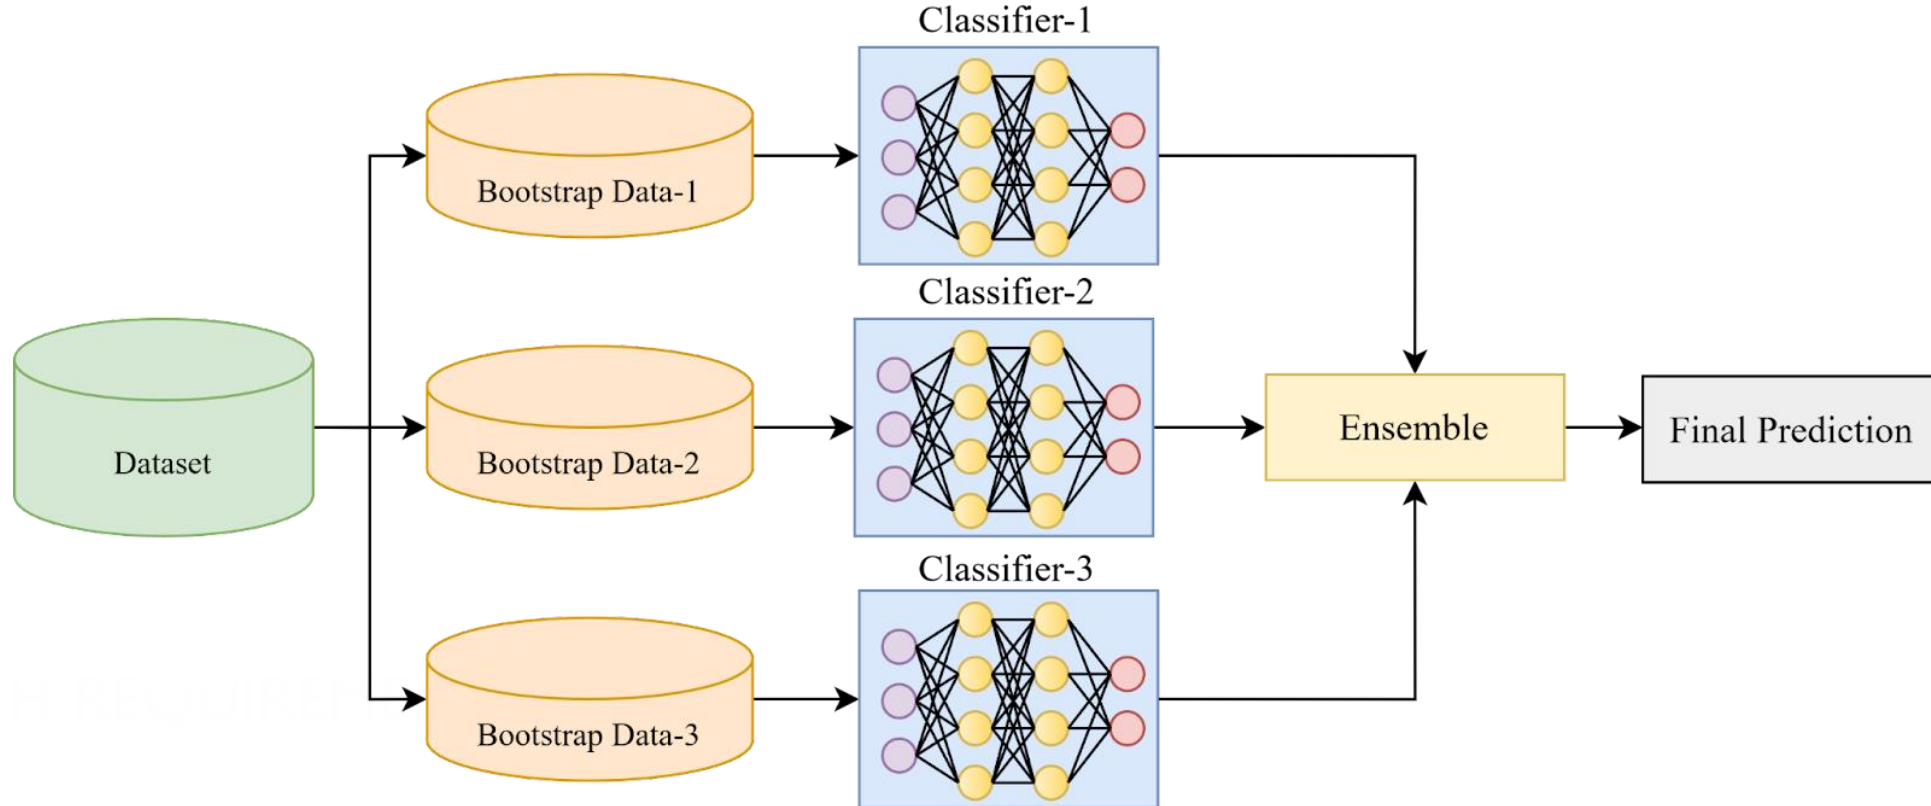 Classifier-1
Bootstrap Data-1
Classifier-2
Dataset
Bootstrap Data-2
Ensemble
Final Prediction
Classifier-3
Bootstrap Data-3